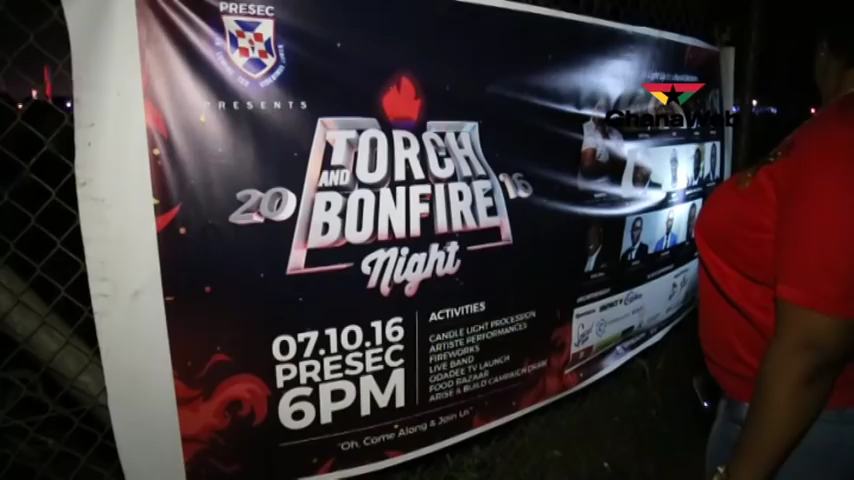 PRESEC
PRESENTS
TORCH
AND
BONFIRE
20 16
Night
07.10.16
PRESEC
6PM
ACTIVITIES
CANDLE LIGHT PROCESSION
ARTISTE PERFORMANCES
FIREWORKS
LIVE BAND
ODADEE TV LAUNCH
FOOD BAZAAR
ARISE & BUILD CAMPAIGN DRAW
"Oh, Come Along & Join Us"
GhanaWeb